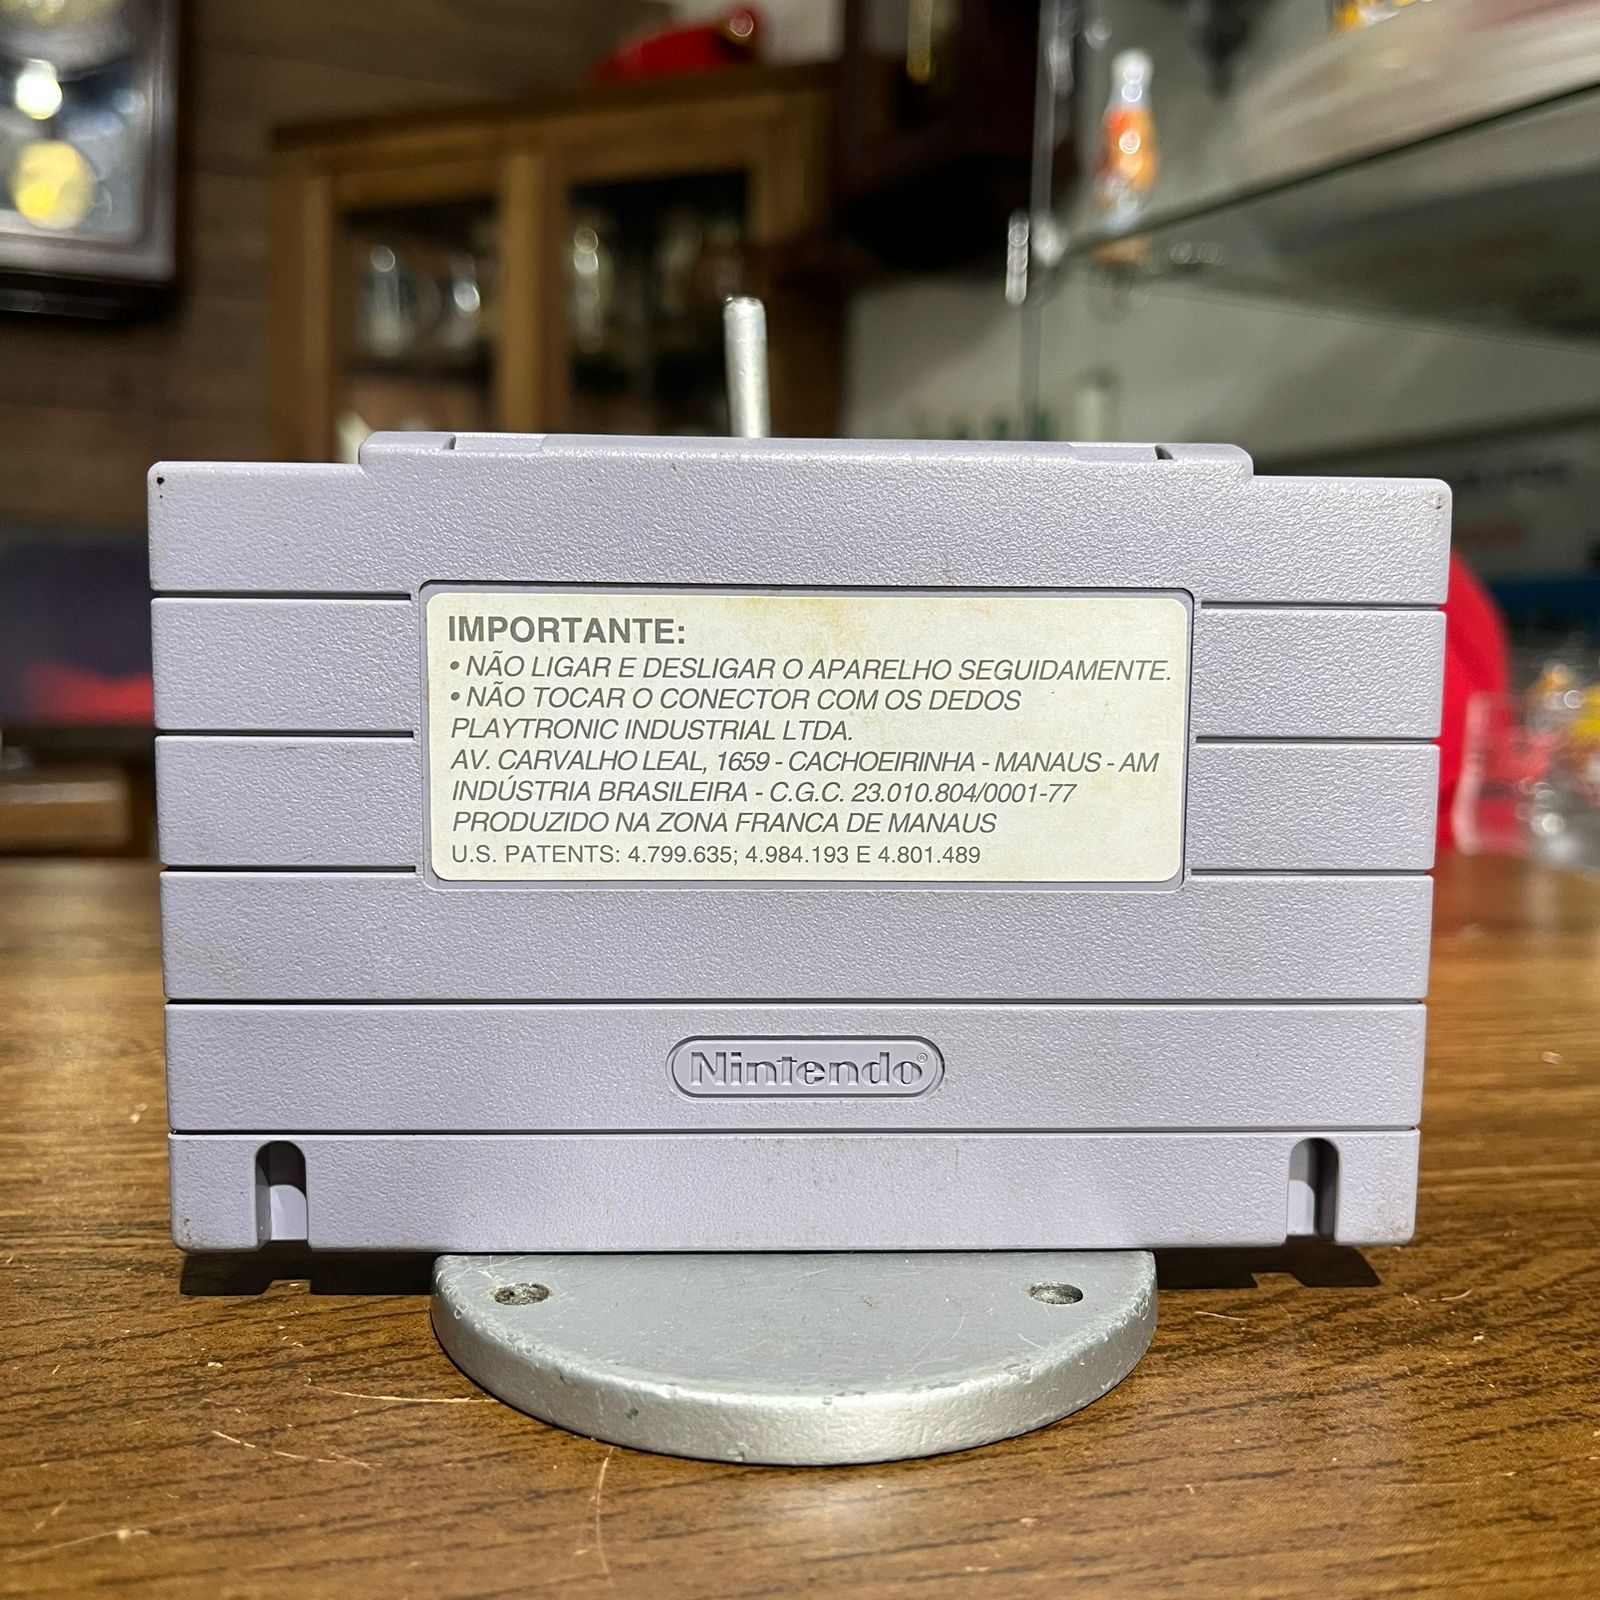 IMPORTANTE:
• NÃO LIGAR E DESLIGAR O APARELHO SEGUIDAMENTE.
• NÃO TOCAR O CONECTOR COM OS DEDOS
PLAYTRONIC INDUSTRIAL LTDA.
AV. CARVALHO LEAL, 1659 - CACHOEIRINHA - MANAUS - AM
INDÚSTRIA BRASILEIRA - C.G.C. 23.010.804/0001-77
PRODUZIDO NA ZONA FRANCA DE MANAUS
U.S. PATENTS: 4.799.635; 4.984.193 E 4.801.489
Nintendo®